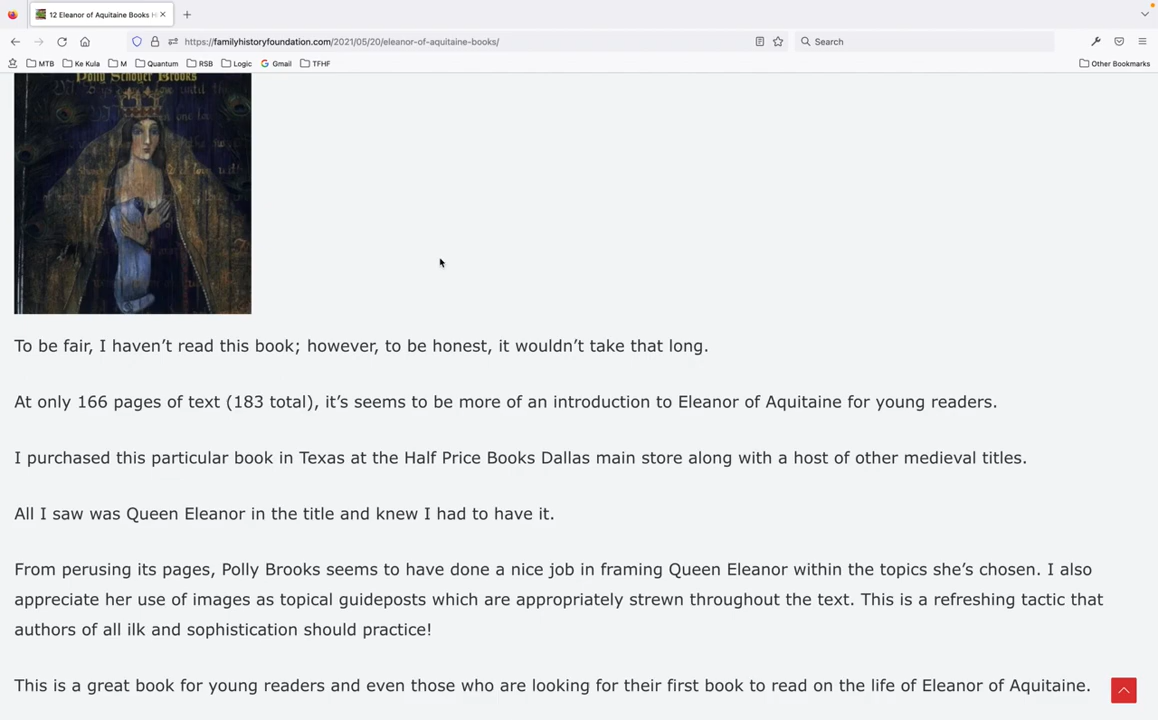 12 Eleanor of Aquitaine Books H
https://familyhistoryfoundation.com/2021/05/20/eleanor-of-aquitaine-books/
Search
MTB Ke Kula M Quantum RSB Logic Gmail TFHF Other Bookmarks
Polly Schoyer Brooks
To be fair, I haven’t read this book; however, to be honest, it wouldn’t take that long.
At only 166 pages of text (183 total), it’s seems to be more of an introduction to Eleanor of Aquitaine for young readers.
I purchased this particular book in Texas at the Half Price Books Dallas main store along with a host of other medieval titles.
All I saw was Queen Eleanor in the title and knew I had to have it.
From perusing its pages, Polly Brooks seems to have done a nice job in framing Queen Eleanor within the topics she’s chosen. I also
appreciate her use of images as topical guideposts which are appropriately strewn throughout the text. This is a refreshing tactic that
authors of all ilk and sophistication should practice!
This is a great book for young readers and even those who are looking for their first book to read on the life of Eleanor of Aquitaine.